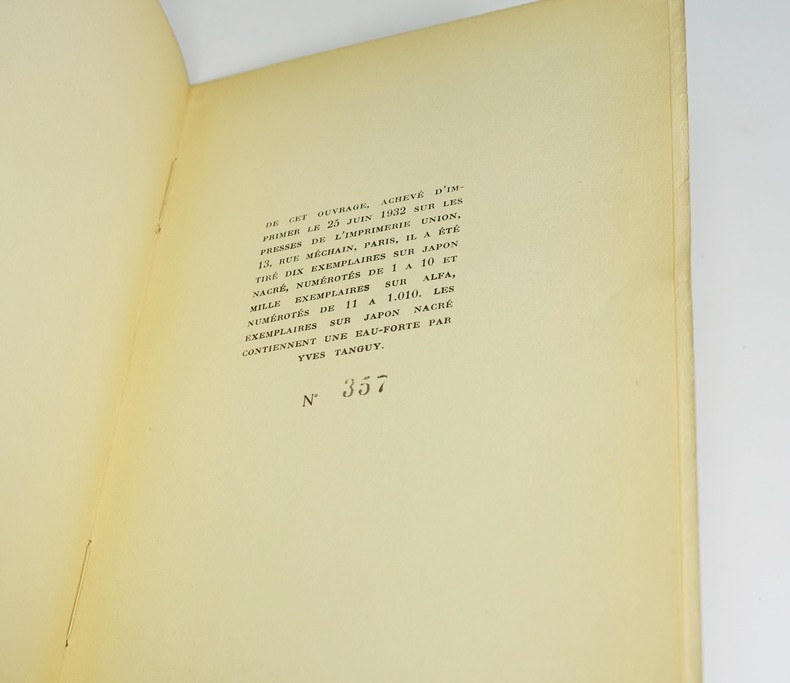 DE CET OUVRAGE, ACHEVÉ D'IM-
PRIMER LE 25 JUIN 1932 SUR LES
PRESSES DE L'IMPRIMERIE UNION,
13, RUE MÉCHAIN, PARIS, IL A ÉTÉ
TIRÉ DIX EXEMPLAIRES SUR JAPON
NACRÉ, NUMÉROTÉS DE 1 A 10 ET
MILLE EXEMPLAIRES SUR ALFA,
NUMÉROTÉS DE 11 A 1.010. LES
EXEMPLAIRES SUR JAPON NACRÉ
CONTIENNENT UNE EAU-FORTE PAR
YVES TANGUY.
N° 357